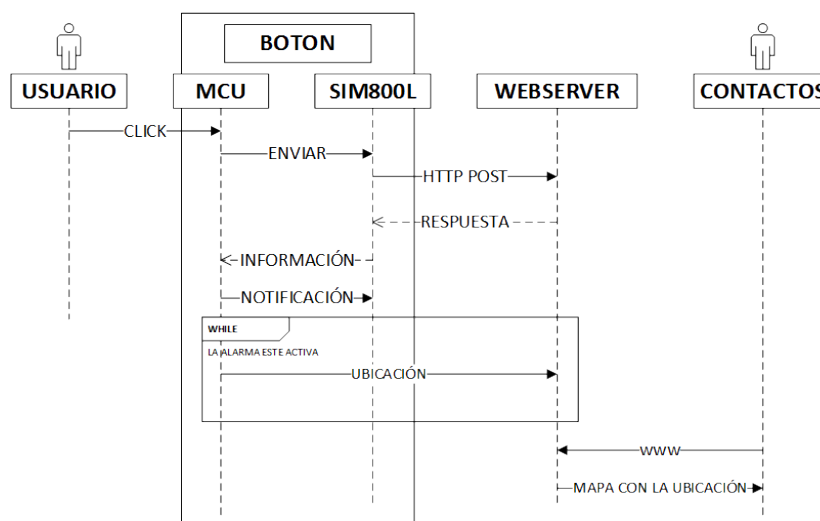 BOTON
USUARIO
MCU
SIM800L
WEBSERVER
CONTACTOS
CLICK
ENVIAR
HTTP POST
RESPUESTA
INFORMACIÓN
NOTIFICACIÓN
WHILE
LA ALARMA ESTE ACTIVA
UBICACIÓN
WWW
MAPA CON LA UBICACIÓN